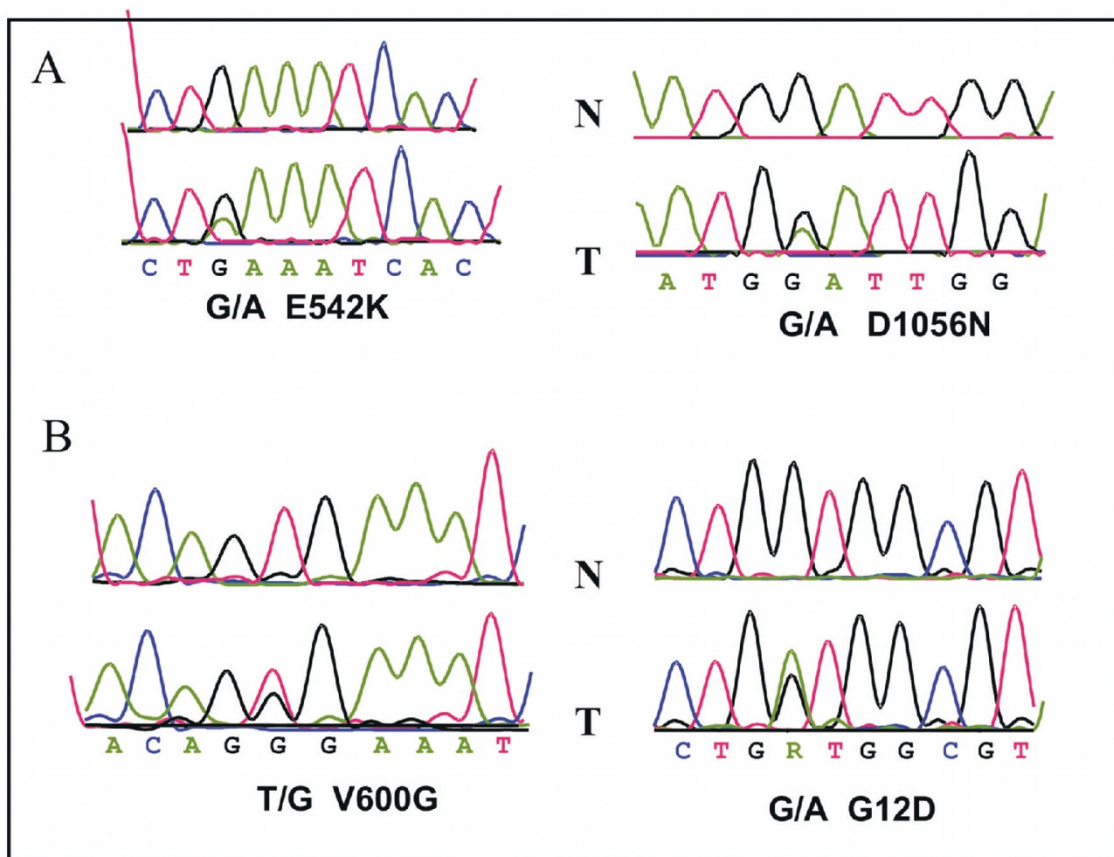 A
N
T
C T G A A A T C A C
G/A E542K
A T G G A T T G G
G/A D1056N
B
N
T
A C A G G G A A A T
T/G V600G
C T G R T G G C G T
G/A G12D